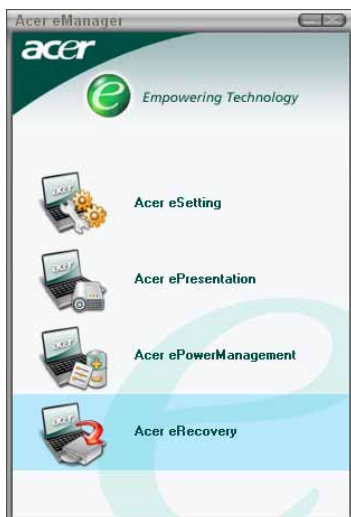 Acer eManager
acer
e Empowering Technology
Acer eSetting
Acer ePresentation
Acer ePowerManagement
Acer eRecovery